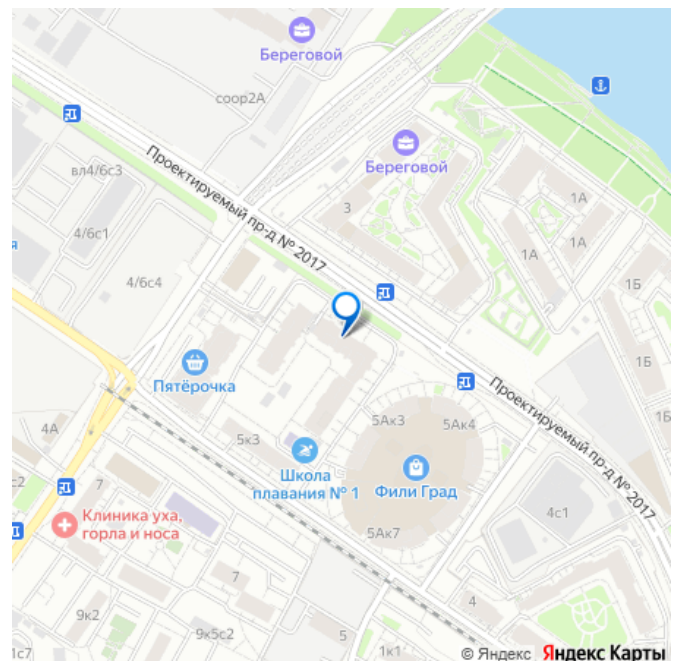 Береговой
соор2А
Проектируемый пр-д № 2017
Береговой
вл4/6с3
3
1А
1А
1А
4/6с1
я
4/6с4
1Б
1Б
Пятёрочка
Проектируемый пр-д № 2017
1Б
5Ак3
5Ак4
4А
5к3
Школа
плавания № 1
Фили Град
с2
7
Клиника уха,
горла и носа
4с1
5Ак7
7
9к2
4
9к5с2
5
1к1
1с7
© Яндекс Яндекс Карты